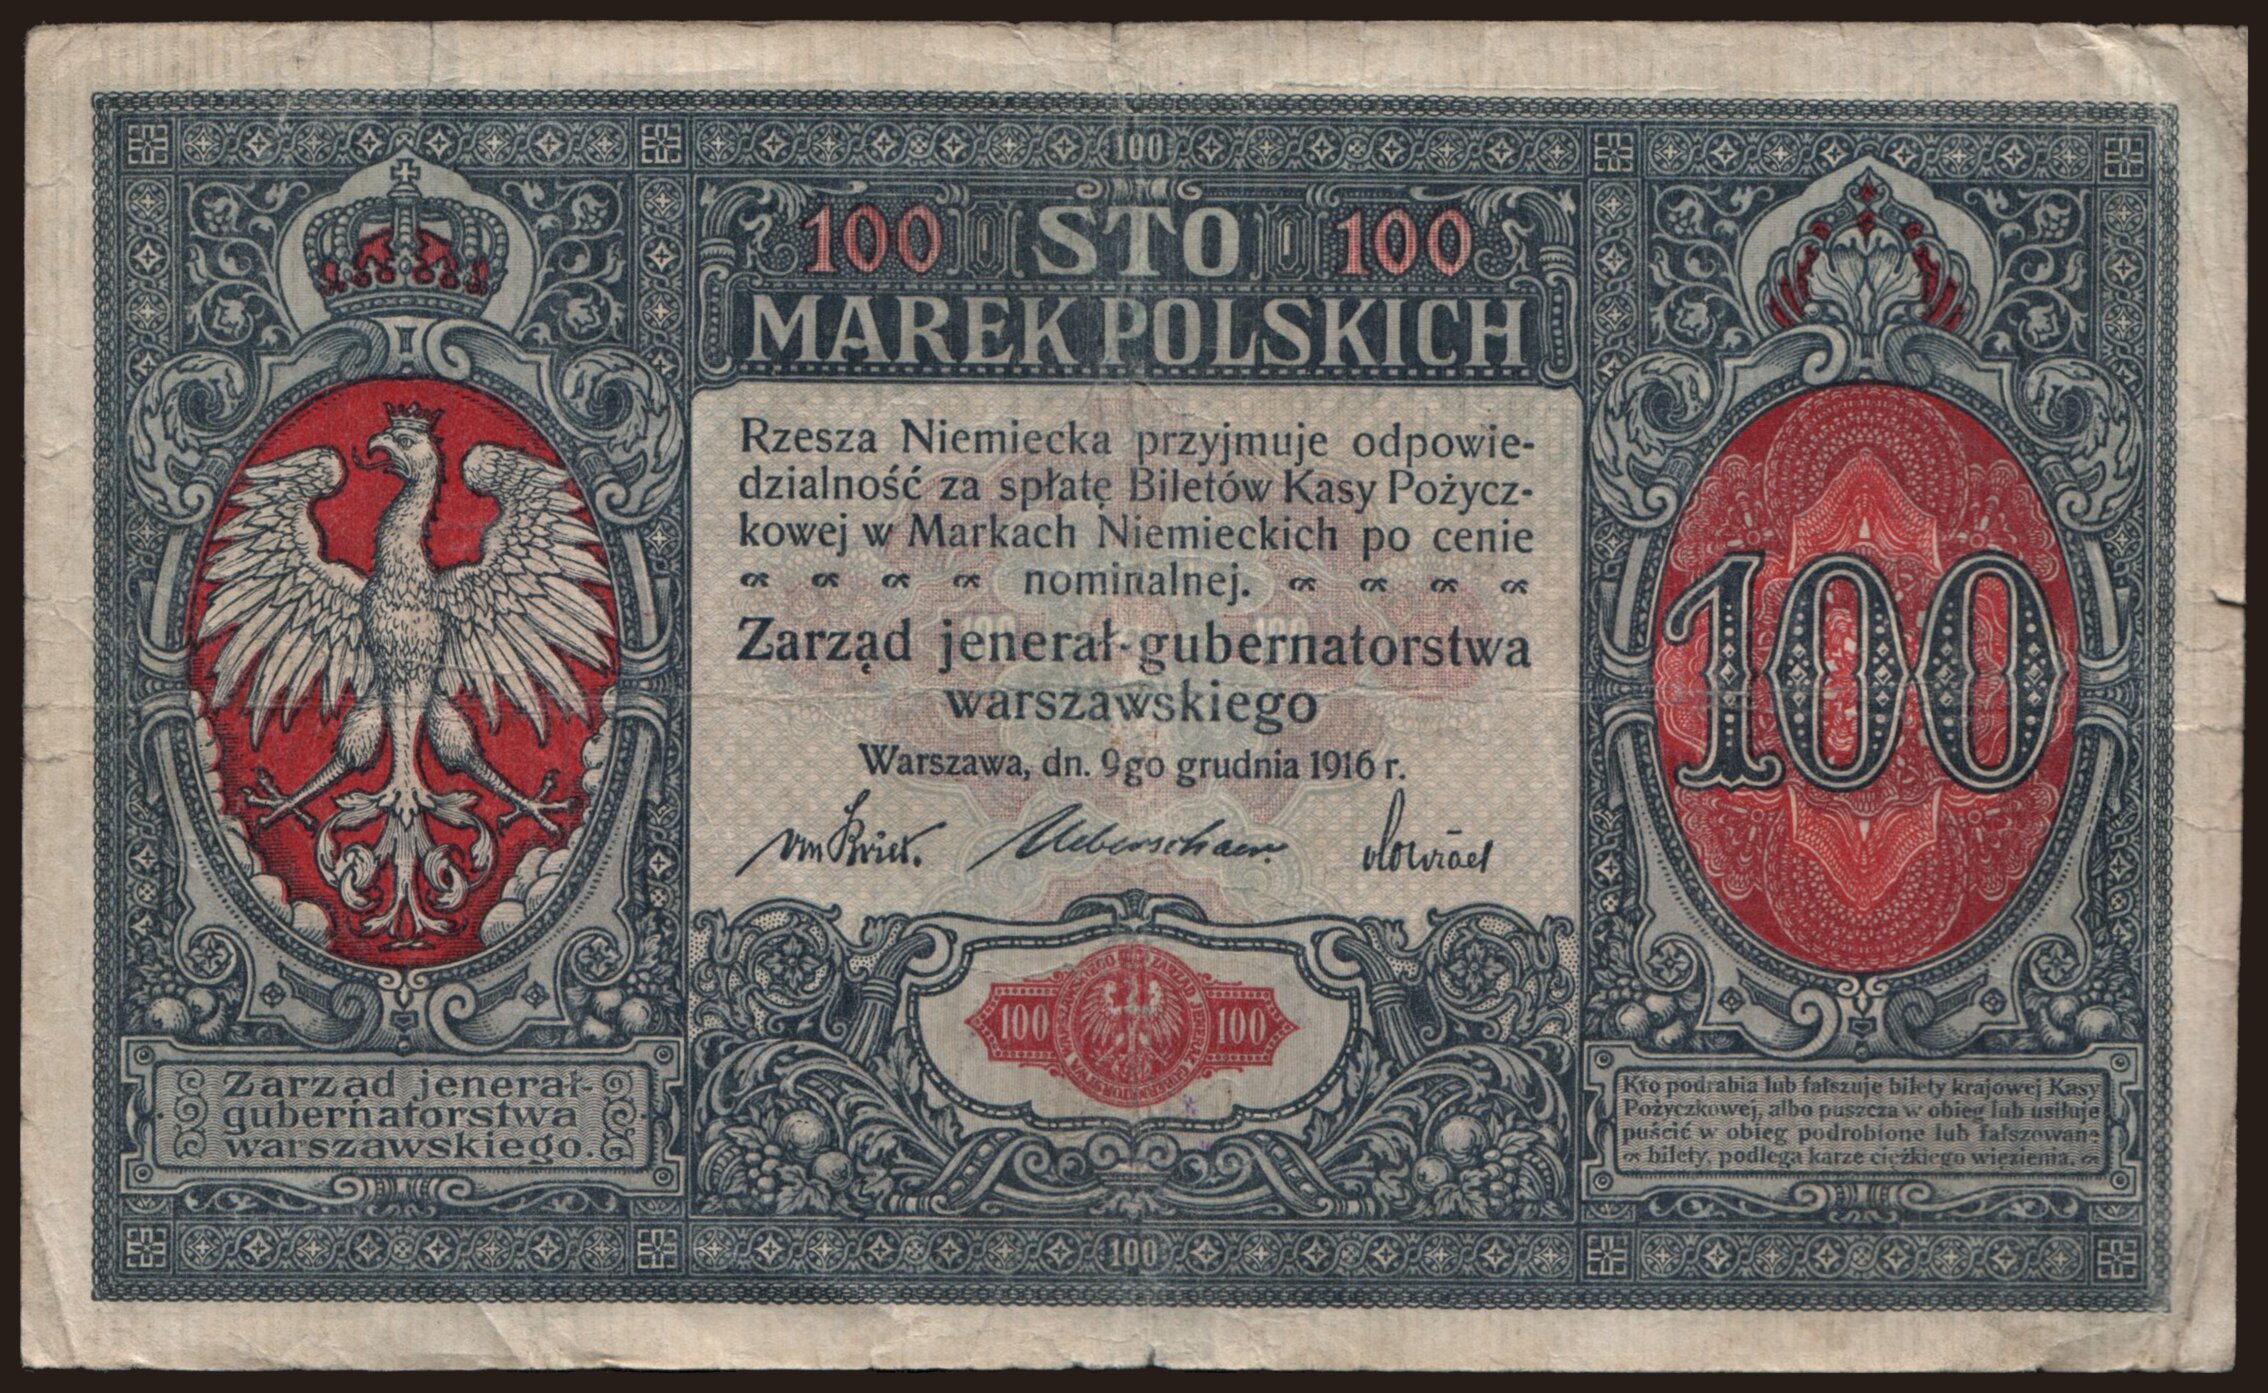 100
100 STO 100
MAREK POLSKICH
Rzesza Niemiecka przyjmuje odpowie-
dzialność za spłatę Biletów Kasy Pożycz-
kowej w Markach Niemieckich po cenie
nominalnej.
Zarząd jenerał-gubernatorstwa
warszawskiego
Warszawa, dn. 9go grudnia 1916 r.
von Kries.
100
100 100
Zarząd jenerał-
gubernatorstwa
warszawskiego.
Kto podrabia lub fałszuje bilety krajowej Kasy
Pożyczkowej, albo puszcza w obieg lub usiłuje
puścić w obieg podrobione lub fałszowane
bilety, podlega karze ciężkiego więzienia.
100